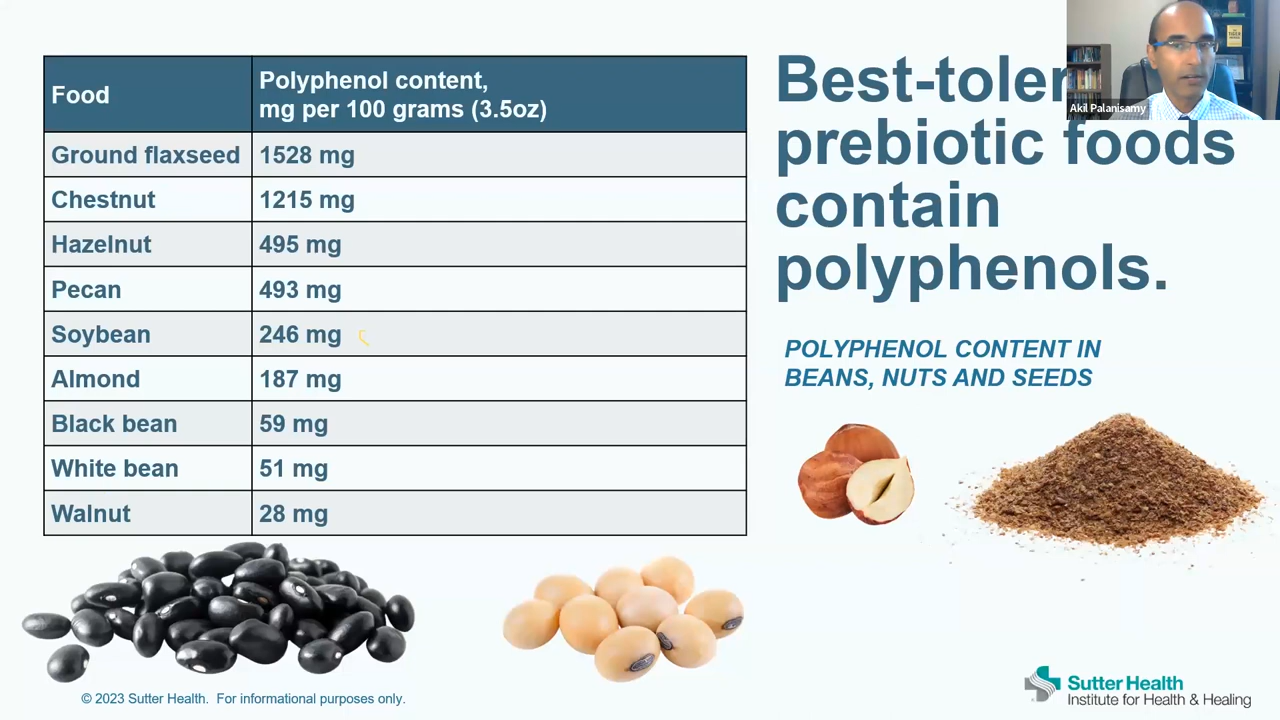 Food Polyphenol content,
mg per 100 grams (3.5oz)
Ground flaxseed 1528 mg
Chestnut 1215 mg
Hazelnut 495 mg
Pecan 493 mg
Soybean 246 mg
Almond 187 mg
Black bean 59 mg
White bean 51 mg
Walnut 28 mg
prebiotic foods
contain
polyphenols.
POLYPHENOL CONTENT IN
BEANS, NUTS AND SEEDS
Akil Palanisamy
© 2023 Sutter Health. For informational purposes only.
Sutter Health
Institute for Health & Healing